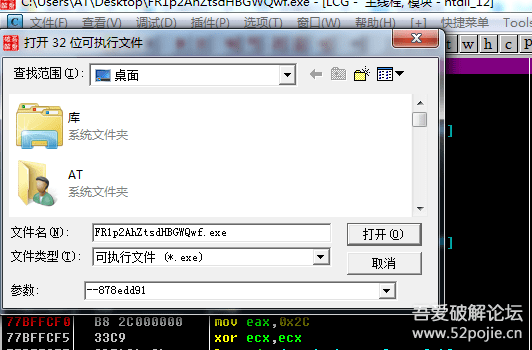 C:\Users\AT\Desktop\FR1p2AhZtsdHBGWQwf.exe - [LCG - 主线程, 模块 - ntdll_12]
C 文件(F) 查看(V) 调试(D) 插件(P) 选项(T) 窗口(W) 帮助(H) [+] 快捷菜单 Tools
打开 32 位可执行文件
t w h c
查找范围(I): 桌面
库
系统文件夹
]
AT
系统文件夹
文件名(N): FR1p2AhZtsdHBGWQwf.exe 打开(O)
]
文件类型(T): 可执行文件 (*.exe) 取消
参数: --878edd91
77BFFCF0 B8 2C000000 mov eax,0x2C
77BFFCF5 33C9 xor ecx,ecx
吾爱破解论坛
www.52pojie.cn